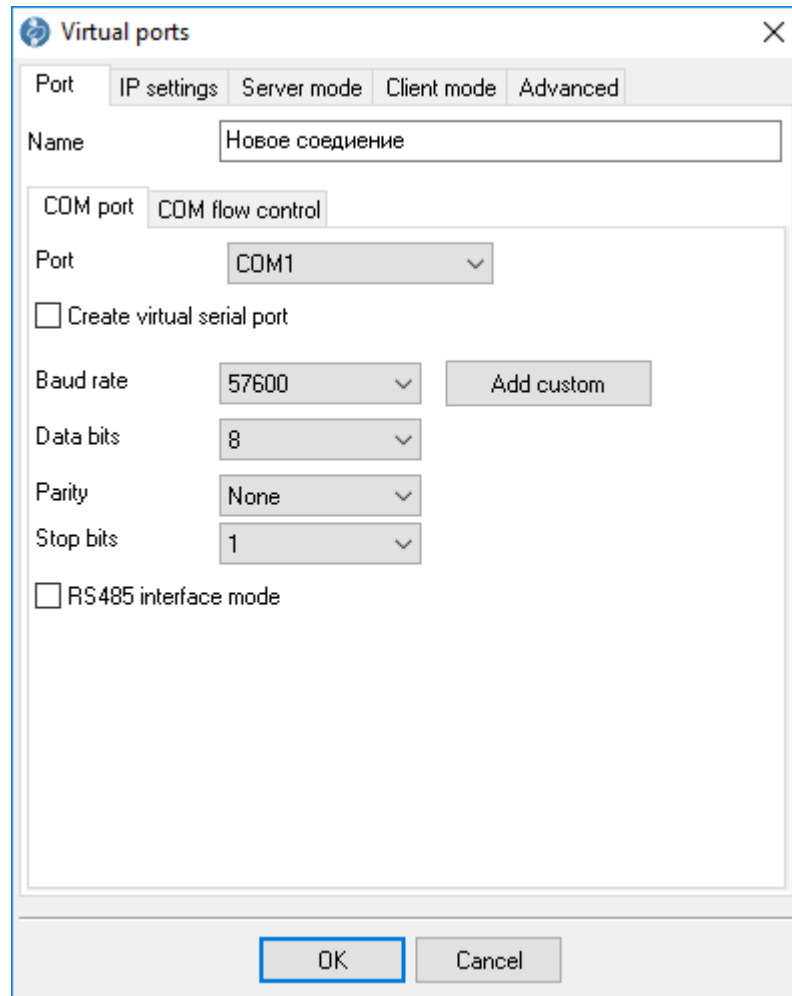 Virtual ports
Port IP settings Server mode Client mode Advanced
Name Новое соедиение
COM port COM flow control
Port COM1
Create virtual serial port
Baud rate 57600 Add custom
Data bits 8
Parity None
Stop bits 1
RS485 interface mode
OK Cancel